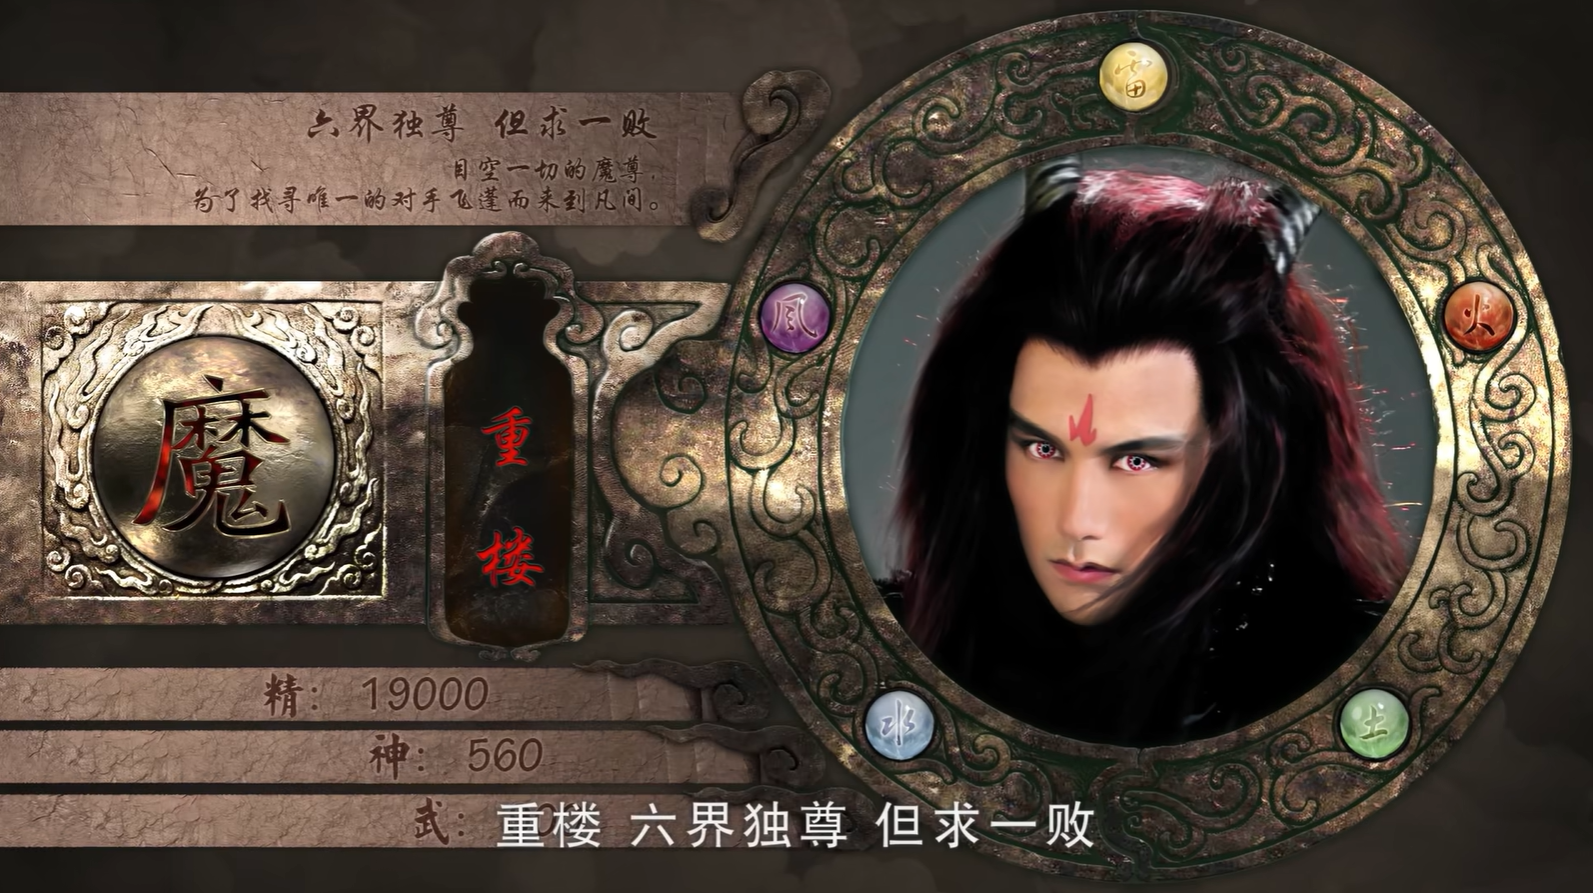 雷
六界独尊 但求一败
目空一切的魔尊,
为了找寻唯一的对手飞蓬而来到凡间。
风
火
魔
重
楼
精： 19000
神： 560
水
土
武：
重楼 六界独尊 但求一败